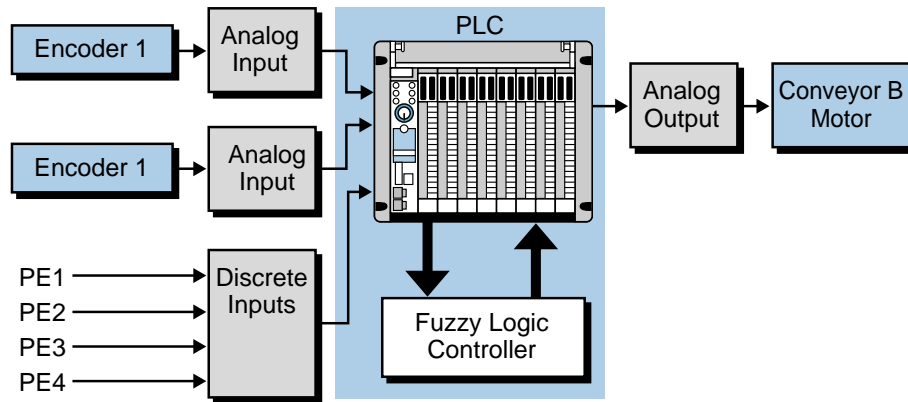 PLC
Encoder 1
Analog
Input
Analog
Output
Conveyor B
Motor
Encoder 1
Analog
Input
PE1
PE2
PE3
PE4
Discrete
Inputs
Fuzzy Logic
Controller